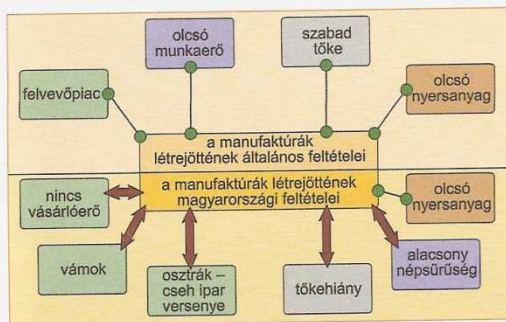 olcsó
munkaerő
szabad
tőke
felvevőpiac
olcsó
nyersanyag
a manufaktúrák
létrejöttének általános feltételei
a manufaktúrák létrejöttének
magyarországi feltételei
nincs
vásárlóerő
olcsó
nyersanyag
vámok
osztrák –
cseh ipar
versenye
tőkehiány
alacsony
népsűrűség